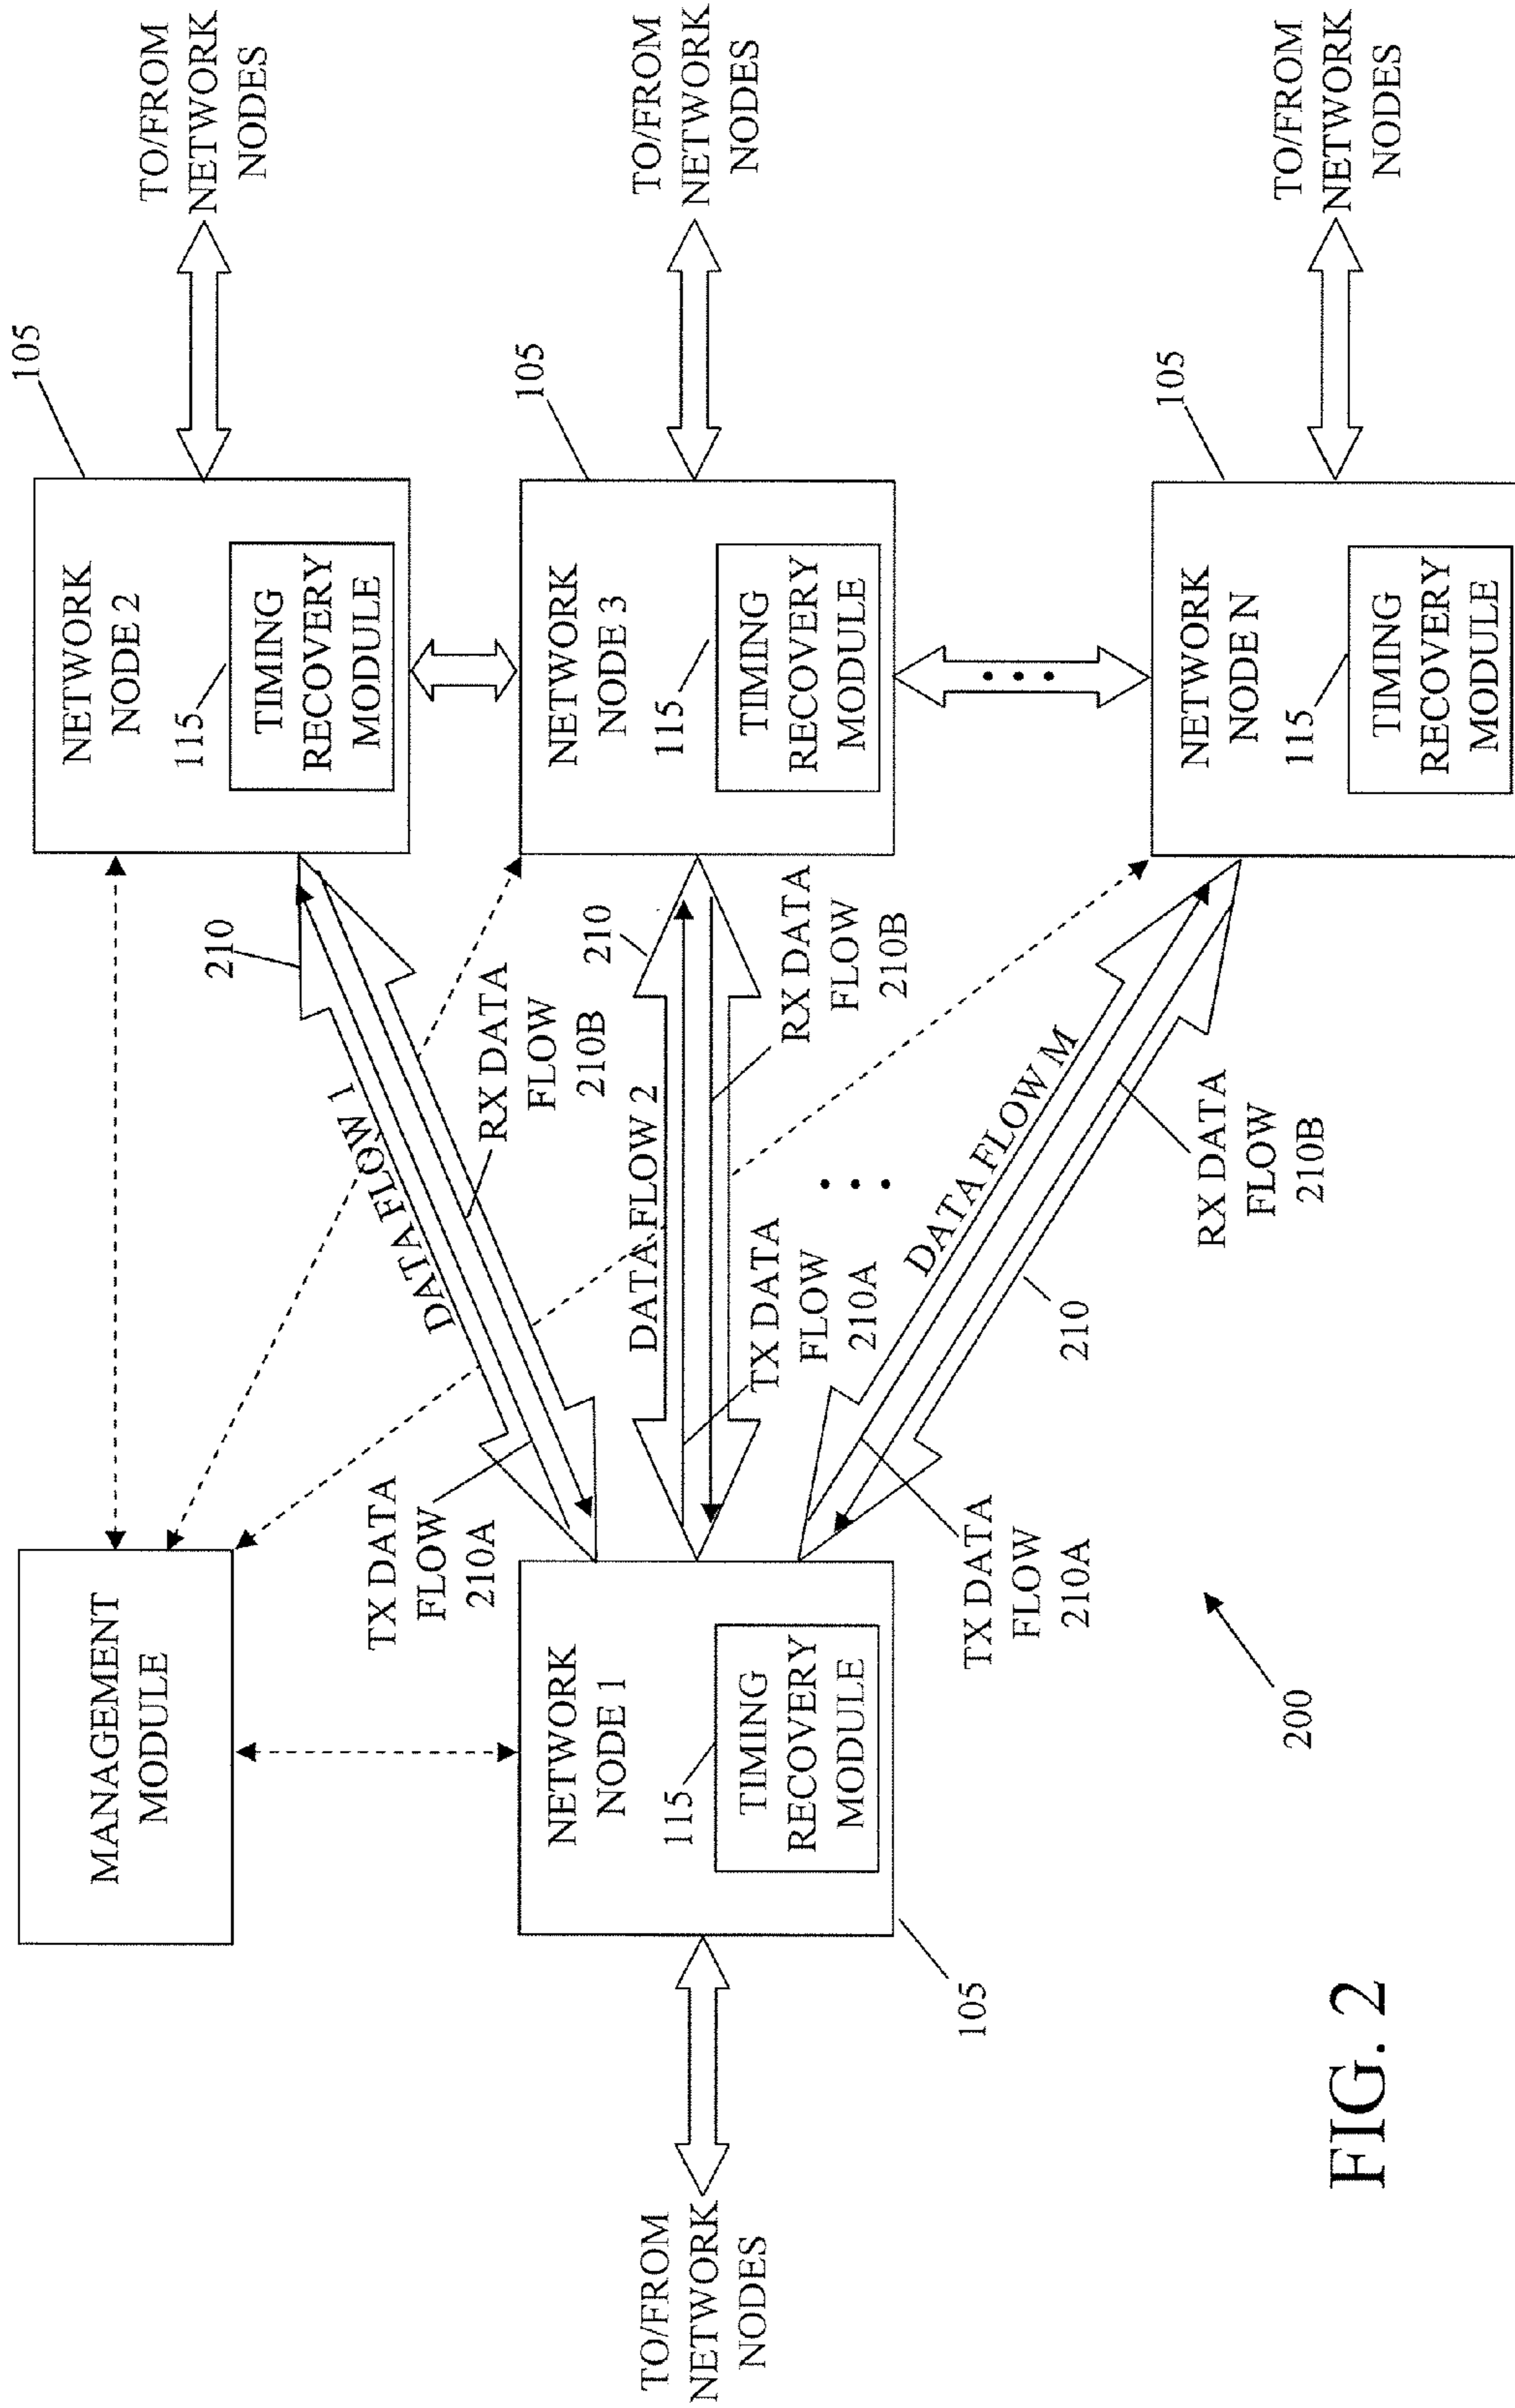 MANAGEMENT
MODULE
NETWORK
NODE 2
115
TIMING
RECOVERY
MODULE
105
TO/FROM
NETWORK
NODES
210
DATA FLOW 1
TX DATA
FLOW
210A
RX DATA
FLOW
210B
TO/FROM
NETWORK
NODES
NETWORK
NODE 1
115
TIMING
RECOVERY
MODULE
105
DATA FLOW 2
TX DATA
FLOW
210A
210
RX DATA
FLOW
210B
NETWORK
NODE 3
115
TIMING
RECOVERY
MODULE
105
TO/FROM
NETWORK
NODES
DATA FLOW M
TX DATA
FLOW
210A
210
RX DATA
FLOW
210B
NETWORK
NODE N
115
TIMING
RECOVERY
MODULE
105
TO/FROM
NETWORK
NODES
200
FIG. 2